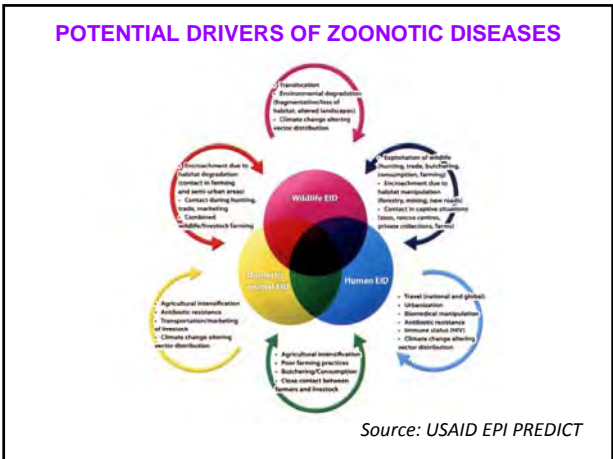 POTENTIAL DRIVERS OF ZOONOTIC DISEASES
• Translocation
• Environmental degradation
(fragmentation/loss of
habitat, altered landscapes)
• Climate change altering
vector distribution
• Encroachment due to
habitat degradation
(contact in farming
and semi-urban areas)
• Contact during hunting,
trade, marketing
• Combined
wildlife/livestock farming
• Exploitation of wildlife
(hunting, trade, butchering,
consumption, farming)
• Encroachment due to
habitat manipulation
(forestry, mining, new roads)
• Contact in captive situations
(zoos, rescue centres,
private collections, farms)
Wildlife EID
Domestic
animal EID
Human EID
• Agricultural intensification
• Antibiotic resistance
• Transportation/marketing
of livestock
• Climate change altering
vector distribution
• Travel (national and global)
• Urbanization
• Biomedical manipulation
• Antibiotic resistance
• Immune status (HIV)
• Climate change altering
vector distribution
• Agricultural intensification
• Poor farming practices
• Butchering/Consumption
• Close contact between
farmers and livestock
Source: USAID EPI PREDICT